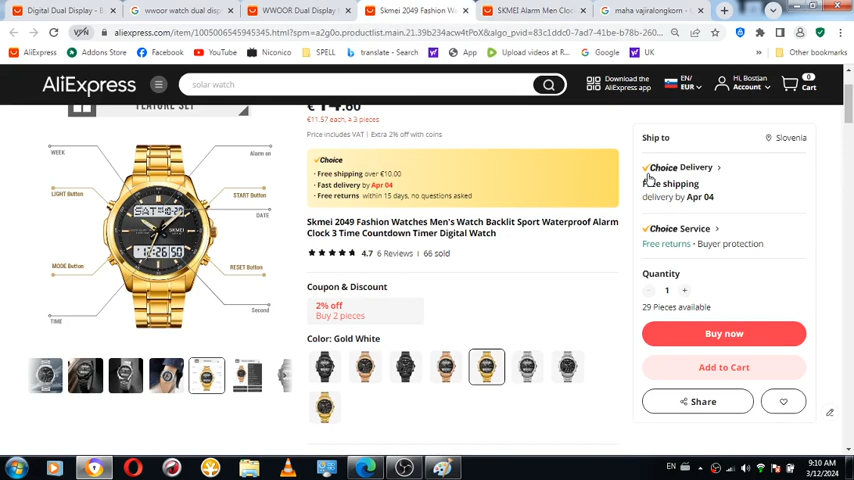 Digital Dual Display - B
wwoor watch dual disp
WWOOR Dual Display
Skmei 2049 Fashion Wa
SKMEI Alarm Men Cloc
maha vajiralongkorn -
VPN
aliexpress.com/item/1005006545945345.html?spm=a2g0o.productlist.main.21.39b234acw4tPoX&algo_pvid=83c1ddc0-7ad7-41be-b78b-260
AliExpress
Addons Store
Facebook
YouTube
Niconico
SPELL
translate - Search
App
Upload videos at R...
Google
UK
Other bookmarks
AliExpress
solar watch
Download the
AliExpress app
EN/
EUR
Hi, Bostjan
Account
0
Cart
FEATURE SET
€11.57 each, ≥ 3 pieces
Price includes VAT | Extra 2% off with coins
Choice
· Free shipping over €10.00
· Fast delivery by Apr 04
· Free returns within 15 days, no questions asked
Skmei 2049 Fashion Watches Men's Watch Backlit Sport Waterproof Alarm
Clock 3 Time Countdown Timer Digital Watch
4.7 6 Reviews | 66 sold
Coupon & Discount
2% off
Buy 2 pieces
Color: Gold White
WEEK
Alarm on
LIGHT Button
START Button
DATE
MODE Button
RESET Button
TIME
Second
SKMEI
Ship to
Slovenia
Choice Delivery >
Free shipping
delivery by Apr 04
Choice Service >
Free returns · Buyer protection
Quantity
- 1 +
29 Pieces available
Buy now
Add to Cart
Share
EN
9:10 AM
3/12/2024